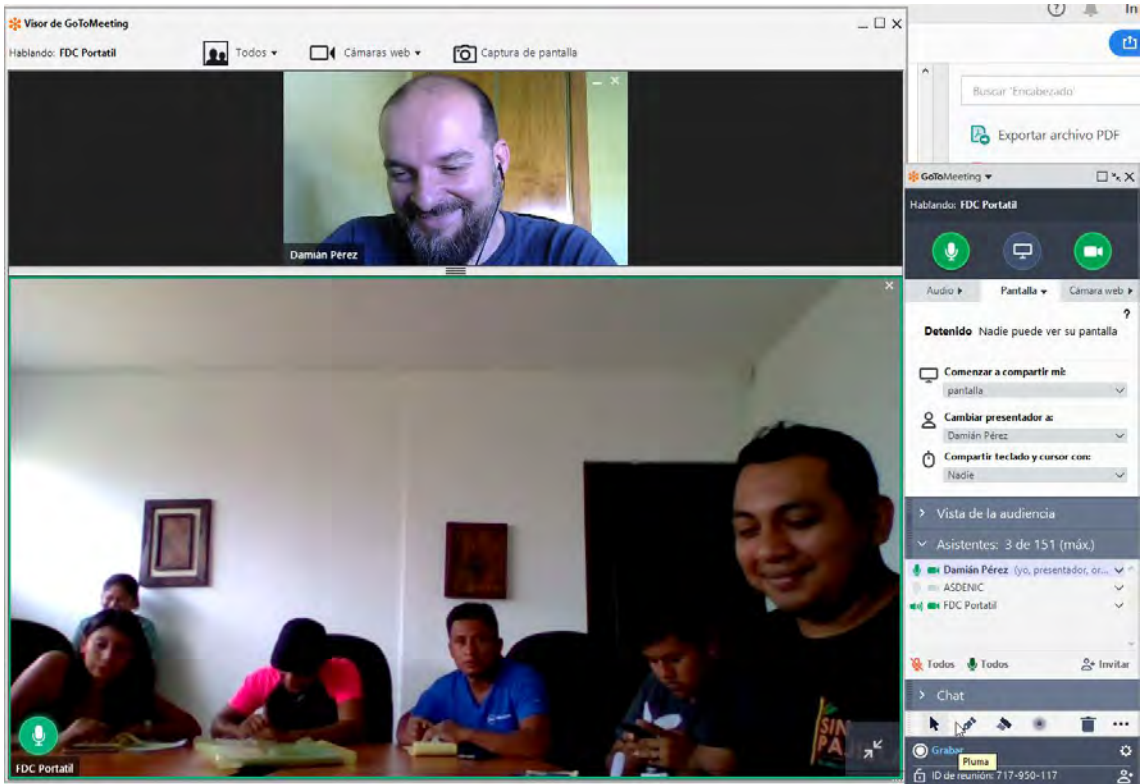 Visor de GoToMeeting
Hablando: FDC Portatil
Todos
Cámaras web
Captura de pantalla
Damián Pérez
FDC Portatil
SIN
PA
In
Buscar 'Encabezado'
Exportar archivo PDF
GoToMeeting
Hablando: FDC Portatil
Audio
Pantalla
Cámara web
?
Detenido Nadie puede ver su pantalla
Comenzar a compartir mi:
pantalla
Cambiar presentador a:
Damián Pérez
Compartir teclado y cursor con:
Nadie
Vista de la audiencia
Asistentes: 3 de 151 (máx.)
Damián Pérez (yo, presentador, or...
ASDENIC
FDC Portatil
Todos
Todos
Invitar
Chat
Grabar
Pluma
ID de reunión: 717-950-117